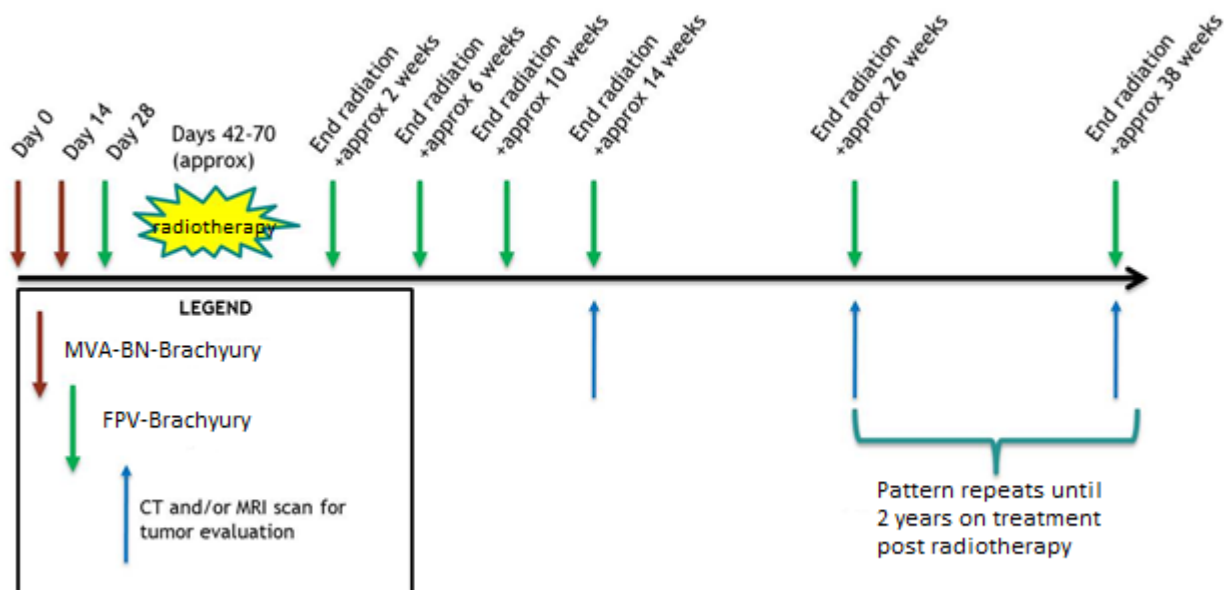 Day 0
Day 14
Day 28
Days 42-70
(approx)
radiotherapy
End radiation
+approx 2 weeks
End radiation
+approx 6 weeks
End radiation
+approx 10 weeks
End radiation
+approx 14 weeks
End radiation
+approx 26 weeks
End radiation
+approx 38 weeks
LEGEND
MVA-BN-Brachyury
FPV-Brachyury
CT and/or MRI scan for
tumor evaluation
Pattern repeats until
2 years on treatment
post radiotherapy